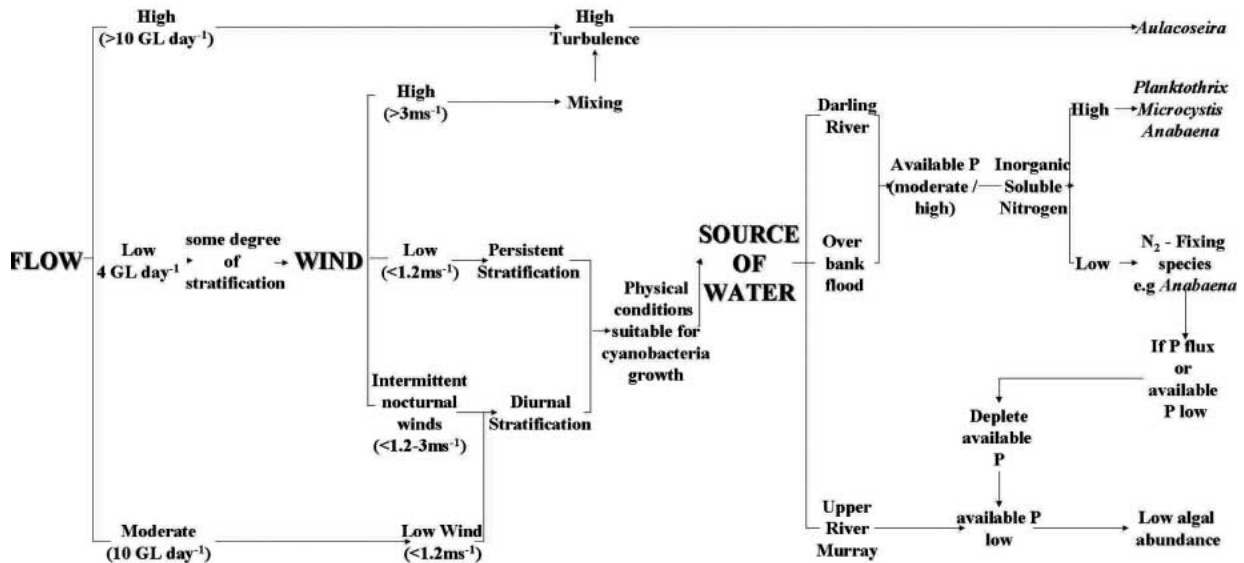 High
(>10 GL day⁻¹)
High
Turbulence
Aulacoseira
High
(>3ms⁻¹)
Mixing
Darling
River
High
Planktothrix
Microcystis
Anabaena
Available P
(moderate /
high)
Inorganic
Soluble
Nitrogen
FLOW
Low
4 GL day⁻¹
some degree
of
stratification
WIND
Low
(<1.2ms⁻¹)
Persistent
Stratification
Physical
conditions
suitable for
cyanobacteria
growth
SOURCE
OF
WATER
Over
bank
flood
Low
N₂ - Fixing
species
e.g Anabaena
If P flux
or
available
P low
Intermittent
nocturnal
winds
(<1.2-3ms⁻¹)
Diurnal
Stratification
Deplete
available
P
Moderate
(10 GL day⁻¹)
Low Wind
(<1.2ms⁻¹)
Upper
River
Murray
available P
low
Low algal
abundance